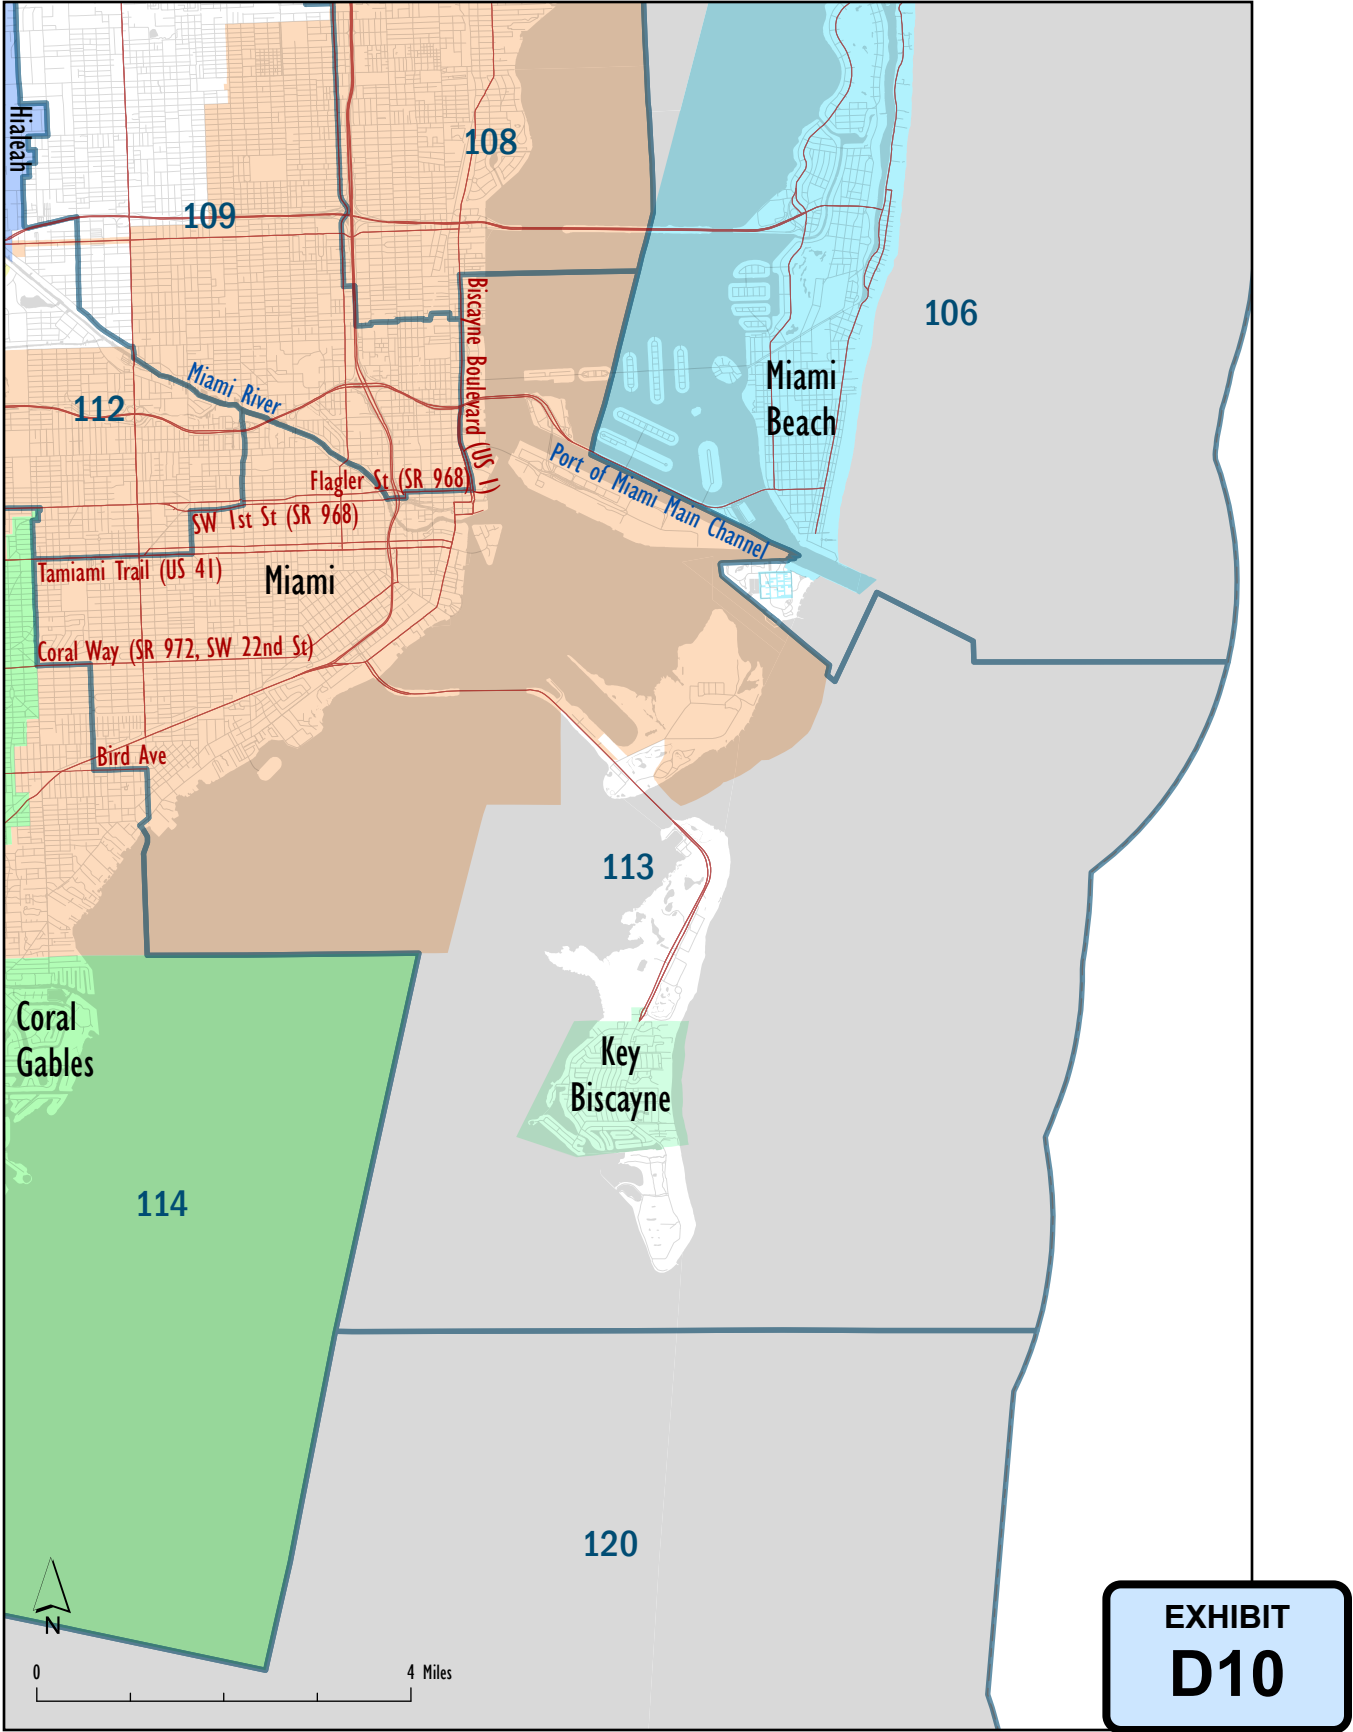 Hialeah
108
109
106
Biscayne Boulevard (US 1)
Miami River
Miami
Beach
112
Port of Miami Main Channel
Flagler St (SR 968)
SW 1st St (SR 968)
Tamiami Trail (US 41)
Miami
Coral Way (SR 972, SW 22nd St)
Bird Ave
113
Coral
Gables
Key
Biscayne
114
120
N
0
4 Miles
EXHIBIT
D10